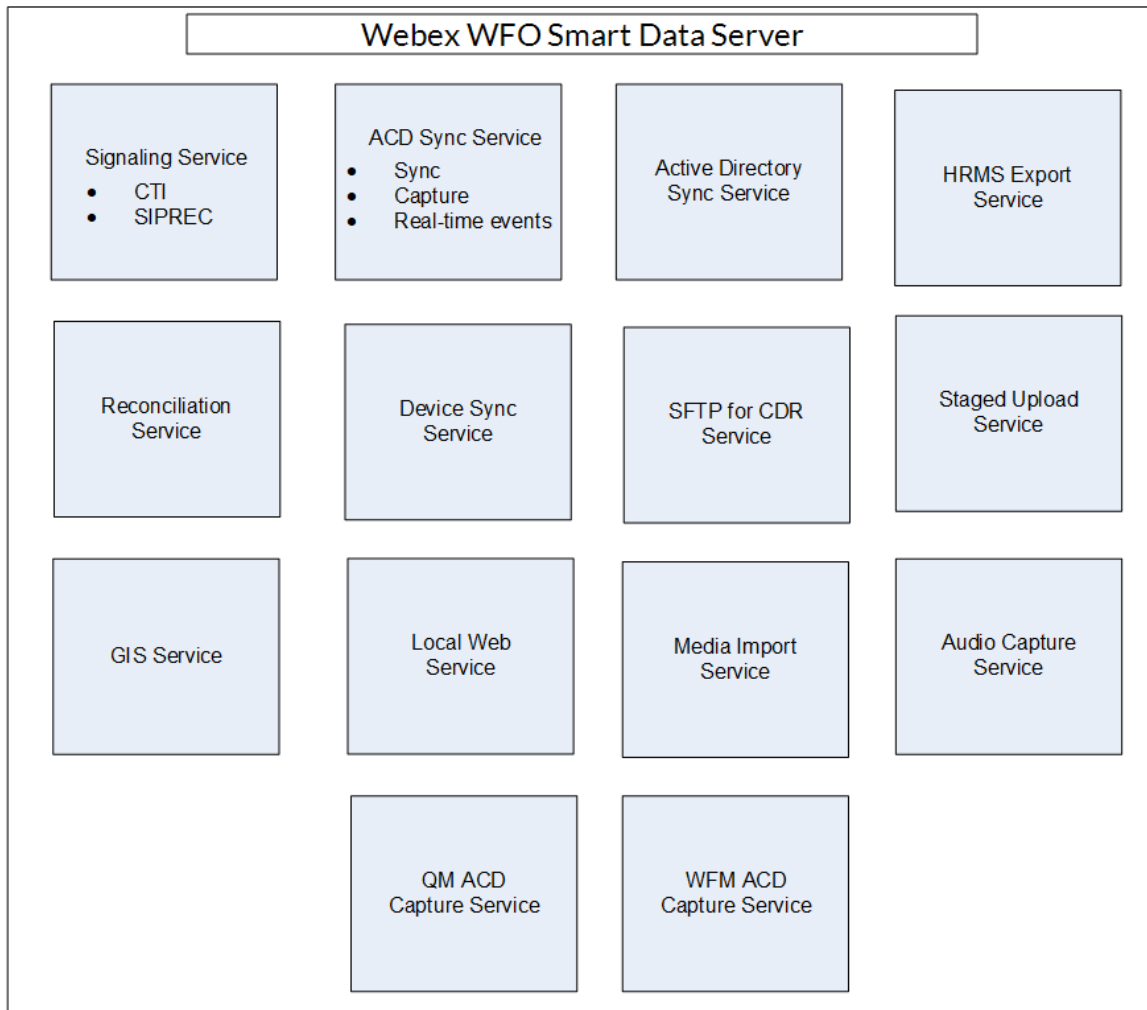 Webex WFO Smart Data Server
Signaling Service
• CTI
• SIPREC
ACD Sync Service
• Sync
• Capture
• Real-time events
Active Directory
Sync Service
HRMS Export
Service
Reconciliation
Service
Device Sync
Service
SFTP for CDR
Service
Staged Upload
Service
GIS Service
Local Web
Service
Media Import
Service
Audio Capture
Service
QM ACD
Capture Service
WFM ACD
Capture Service